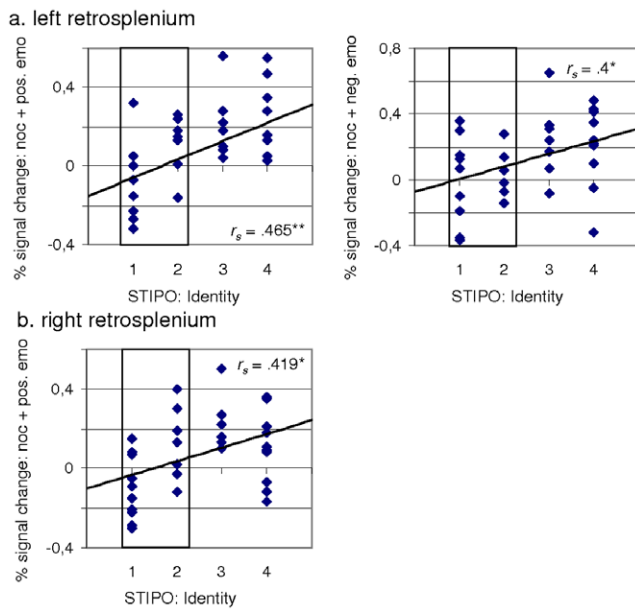 a. left retrosplenium
% signal change: noc + pos. emo
0,4
0
-0,4
1 2 3 4
STIPO: Identity
rs = .465**
% signal change: noc + neg. emo
0,8
0,4
0
-0,4
1 2 3 4
STIPO: Identity
rs = .4*
b. right retrosplenium
% signal change: noc + pos. emo
0,4
0
-0,4
1 2 3 4
STIPO: Identity
rs = .419*